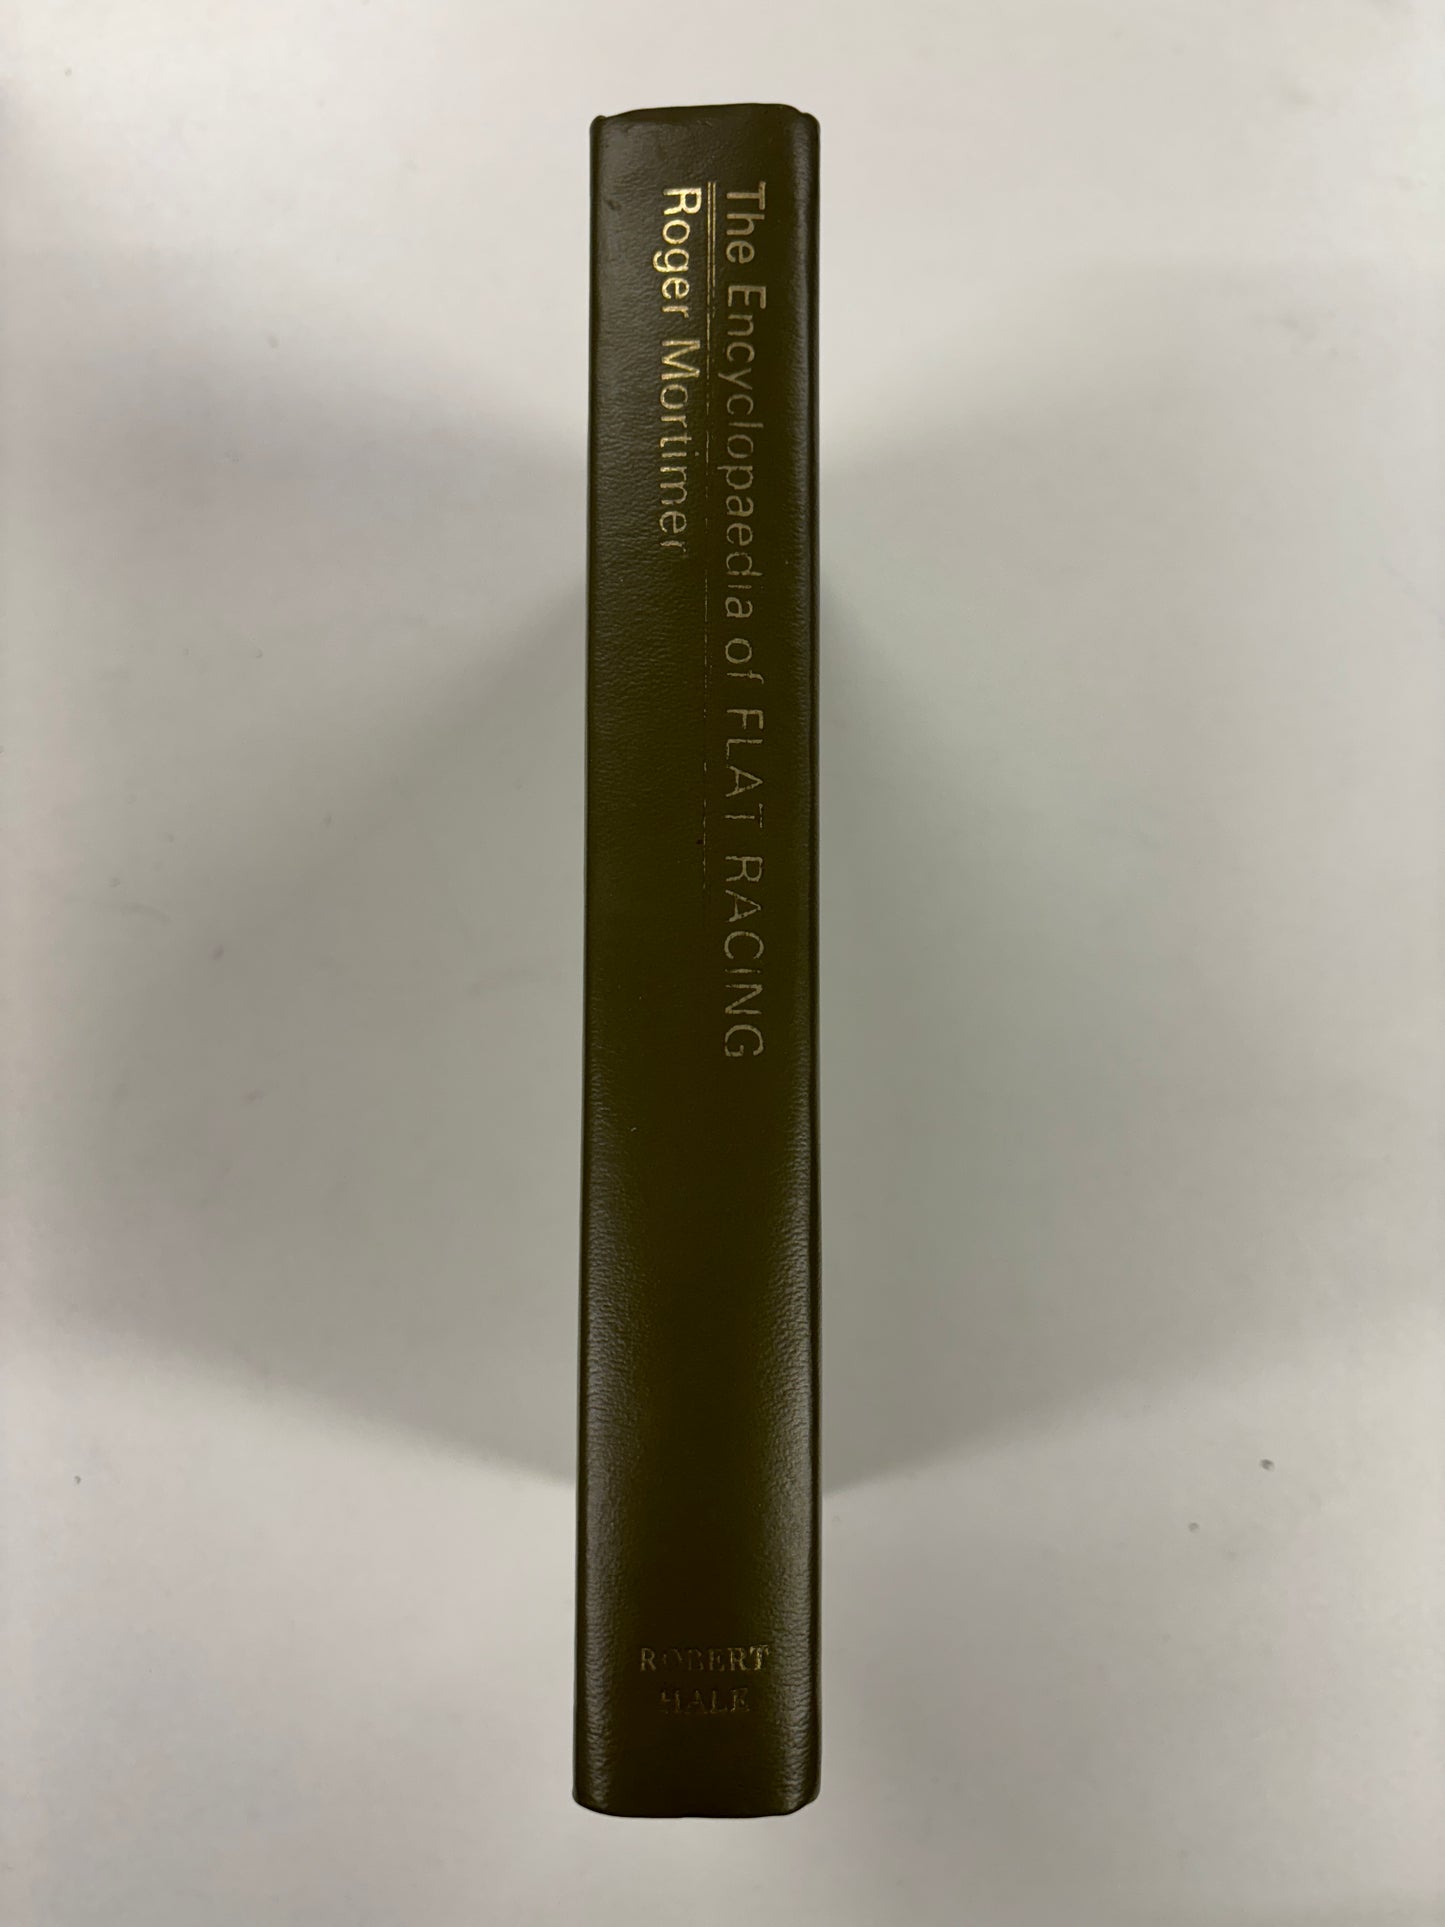 The Encyclopaedia of FLAT RACING
Roger Mortimer
ROBERT
HALE